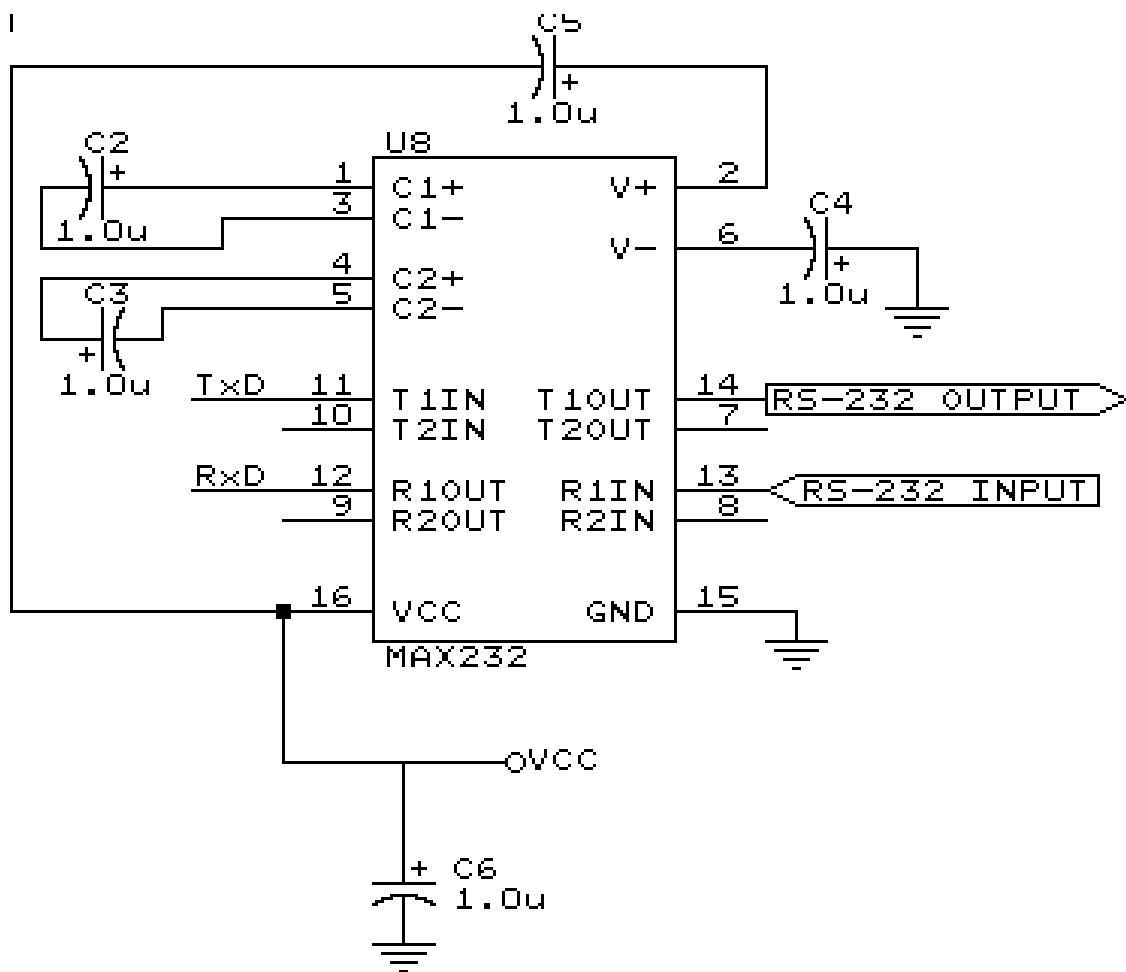 C5
+
1.0u
U8
C2
+
1.0u
1
3
C1+
C1-
V+
2
C4
+
1.0u
V-
6
4
5
C2+
C2-
C3
+
1.0u
TxD 11 T1IN T1OUT 14 RS-232 OUTPUT
10 T2IN T2OUT 7
RxD 12 R1OUT R1IN 13 RS-232 INPUT
9 R2OUT R2IN 8
16 VCC GND 15
MAX232
VCC
+ C6
1.0u